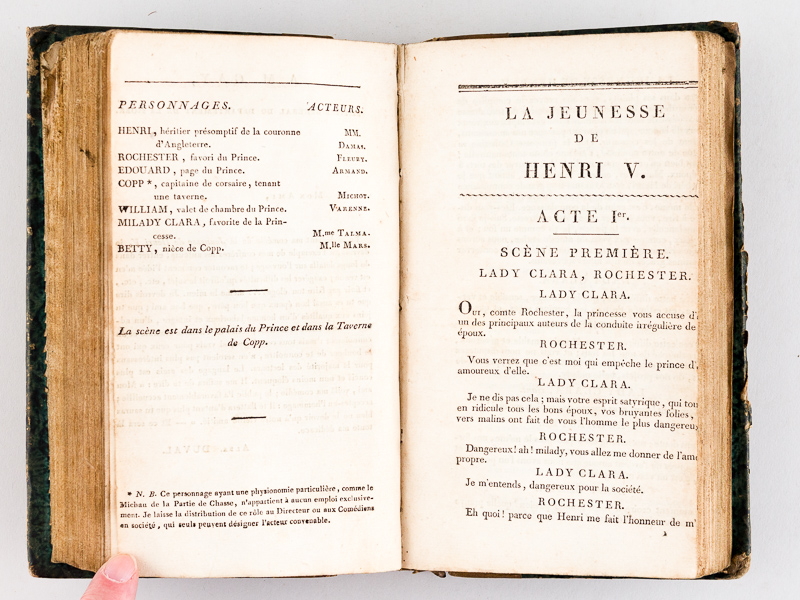 PERSONNAGES. ACTEURS.
HENRI, héritier présomptif de la couronne MM.
d'Angleterre. DAMAS.
ROCHESTER, favori du Prince. FLEURY.
EDOUARD, page du Prince. ARMAND.
COPP *, capitaine de corsaire, tenant
une taverne. MICHOT.
WILLIAM, valet de chambre du Prince. VARENNE.
MILADY CLARA, favorite de la Prin-
cesse. M.me TALMA.
BETTY, nièce de Copp. M.lle MARS.
La scène est dans le palais du Prince et dans la Taverne
de Copp.
* N. B. Ce personnage ayant une physionomie particulière, comme le
Michau de la Partie de Chasse, n'appartient à aucun emploi exclusive-
ment. Je laisse la distribution de ce rôle au Directeur ou aux Comédiens
en société, qui seuls peuvent désigner l'acteur convenable.
LA JEUNESSE
DE
HENRI V.
ACTE Ier.
SCÈNE PREMIÈRE.
LADY CLARA, ROCHESTER.
LADY CLARA.
OUI, comte Rochester, la princesse vous accuse d'
un des principaux auteurs de la conduite irrégulière de
époux.
ROCHESTER.
Vous verrez que c'est moi qui empêche le prince d'
amoureux d'elle.
LADY CLARA.
Je ne dis pas cela; mais votre esprit satyrique, qui tou
en ridicule tous les bons époux, vos bruyantes folies,
vers malins ont fait de vous l'homme le plus dangereu
ROCHESTER.
Dangereux! ah! milady, vous allez me donner de l'am
propre.
LADY CLARA.
Je m'entends, dangereux pour la société.
ROCHESTER.
Eh quoi! parce que Henri me fait l'honneur de m'